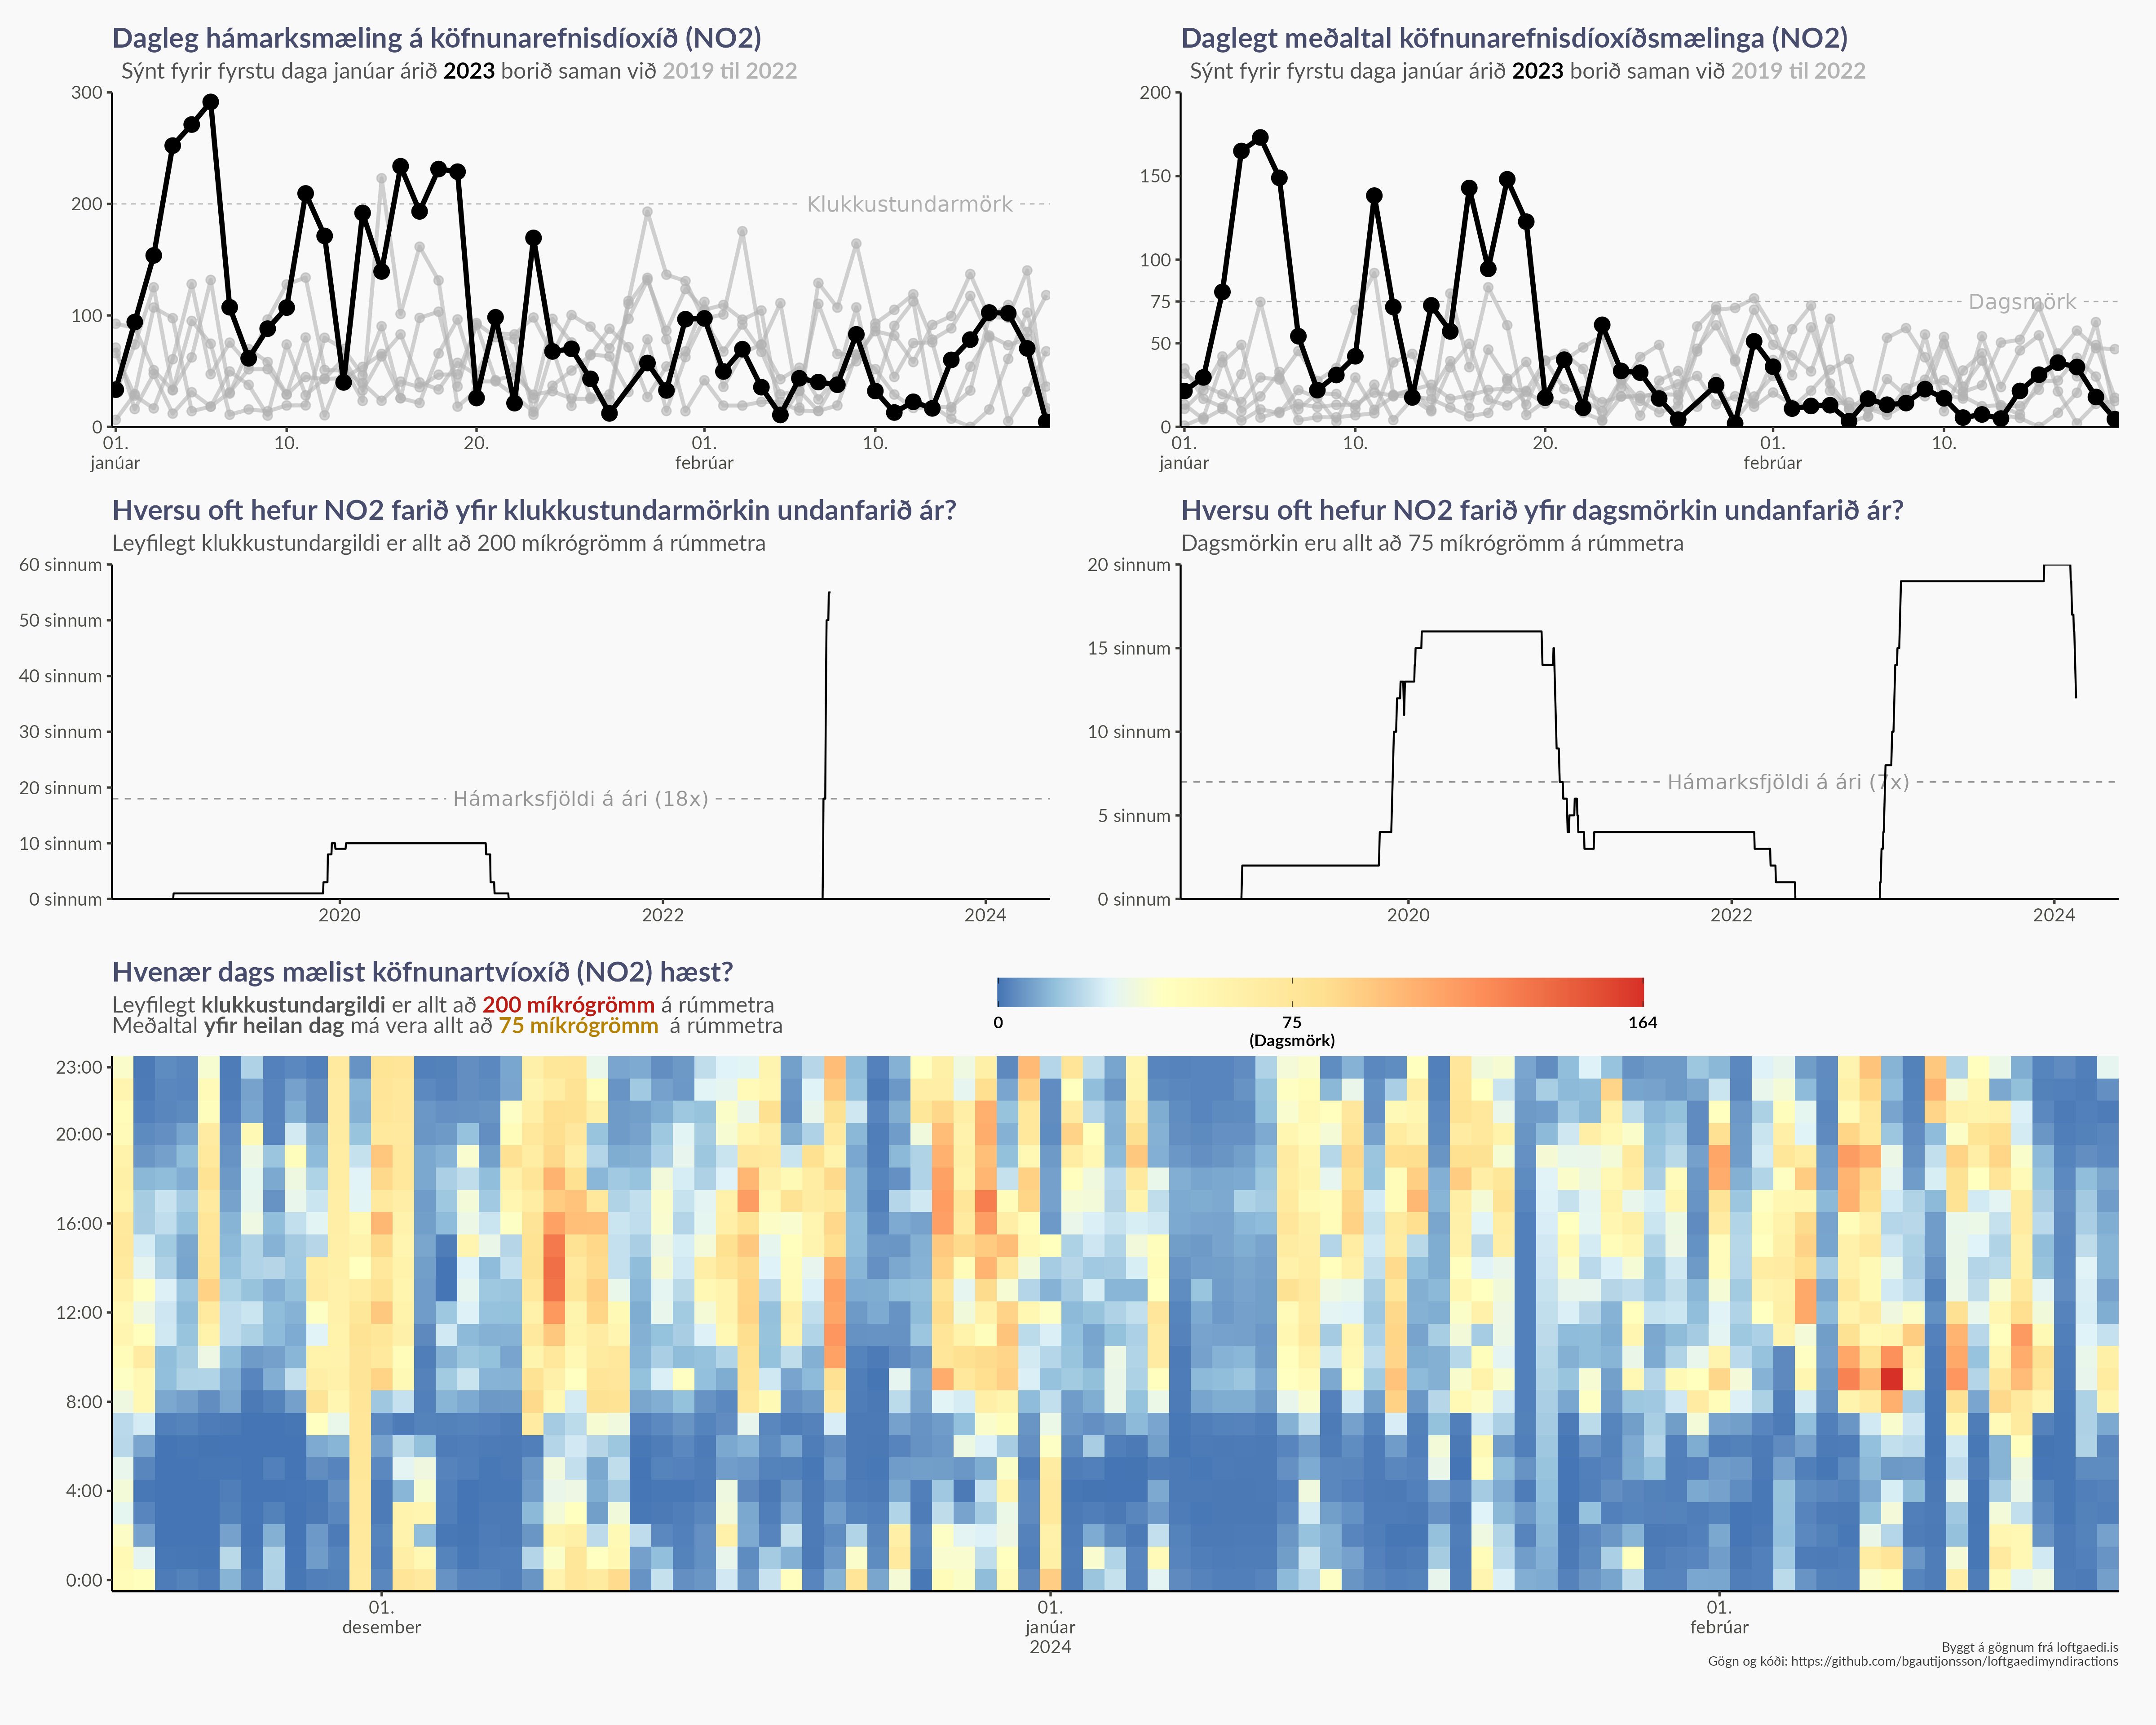 Dagleg hámarksmæling á köfnunarefnisdíoxíð (NO2)
Sýnt fyrir fyrstu daga janúar árið 2023 borið saman við 2019 til 2022
300
200
100
0
Klukkustundarmörk
01.
janúar
10.
20.
01.
febrúar
10.
Daglegt meðaltal köfnunarefnisdíoxíðsmælinga (NO2)
Sýnt fyrir fyrstu daga janúar árið 2023 borið saman við 2019 til 2022
200
150
100
75
50
0
Dagsmörk
01.
janúar
10.
20.
01.
febrúar
10.
Hversu oft hefur NO2 farið yfir klukkustundarmörkin undanfarið ár?
Leyfilegt klukkustundargildi er allt að 200 míkrógrömm á rúmmetra
60 sinnum
50 sinnum
40 sinnum
30 sinnum
20 sinnum
10 sinnum
0 sinnum
Hámarksfjöldi á ári (18x)
2020
2022
2024
Hversu oft hefur NO2 farið yfir dagsmörkin undanfarið ár?
Dagsmörkin eru allt að 75 míkrógrömm á rúmmetra
20 sinnum
15 sinnum
10 sinnum
5 sinnum
0 sinnum
Hámarksfjöldi á ári (7x)
2020
2022
2024
Hvenær dags mælist köfnunartvíoxíð (NO2) hæst?
Leyfilegt klukkustundargildi er allt að 200 míkrógrömm á rúmmetra
Meðaltal yfir heilan dag má vera allt að 75 míkrógrömm á rúmmetra
0
75
(Dagsmörk)
164
23:00
20:00
16:00
12:00
8:00
4:00
0:00
01.
desember
01.
janúar
2024
01.
febrúar
Byggt á gögnum frá loftgaedi.is
Gögn og kóði: https://github.com/bgautijonsson/loftgaedimyndiractions